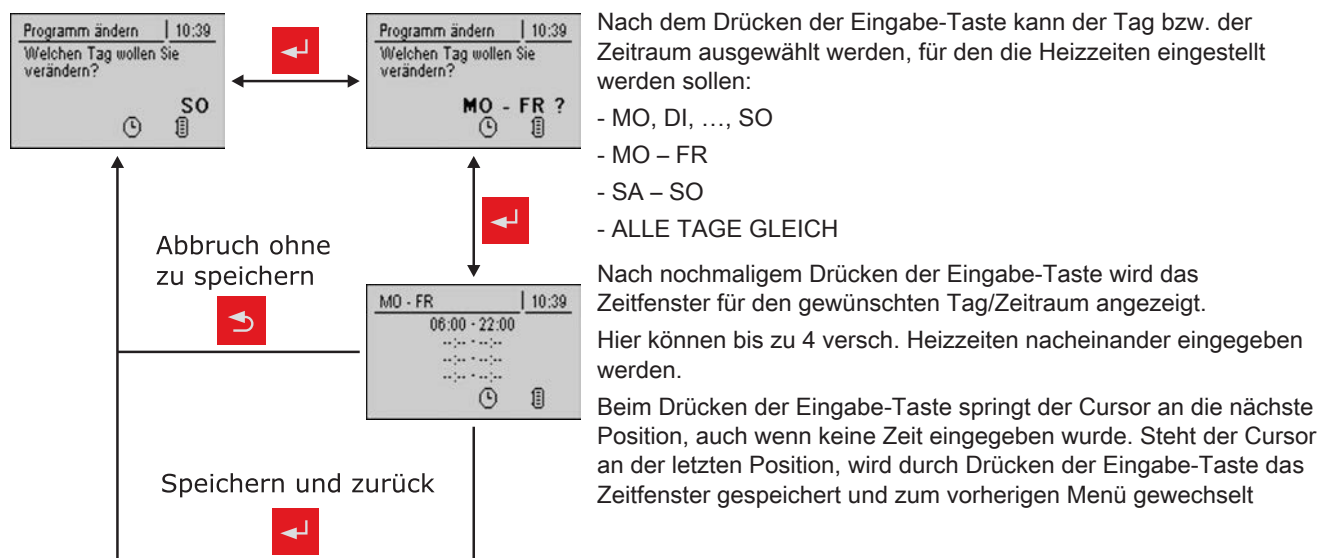 Programm ändern | 10:39
Welchen Tag wollen Sie
verändern?
SO
Programm ändern | 10:39
Welchen Tag wollen Sie
verändern?
MO - FR ?
Abbruch ohne
zu speichern
MO - FR | 10:39
06:00 - 22:00
--:-- - --:--
--:-- - --:--
--:-- - --:--
Speichern und zurück
Nach dem Drücken der Eingabe-Taste kann der Tag bzw. der
Zeitraum ausgewählt werden, für den die Heizzeiten eingestellt
werden sollen:
- MO, DI, …, SO
- MO – FR
- SA – SO
- ALLE TAGE GLEICH
Nach nochmaligem Drücken der Eingabe-Taste wird das
Zeitfenster für den gewünschten Tag/Zeitraum angezeigt.
Hier können bis zu 4 versch. Heizzeiten nacheinander eingegeben
werden.
Beim Drücken der Eingabe-Taste springt der Cursor an die nächste
Position, auch wenn keine Zeit eingegeben wurde. Steht der Cursor
an der letzten Position, wird durch Drücken der Eingabe-Taste das
Zeitfenster gespeichert und zum vorherigen Menü gewechselt